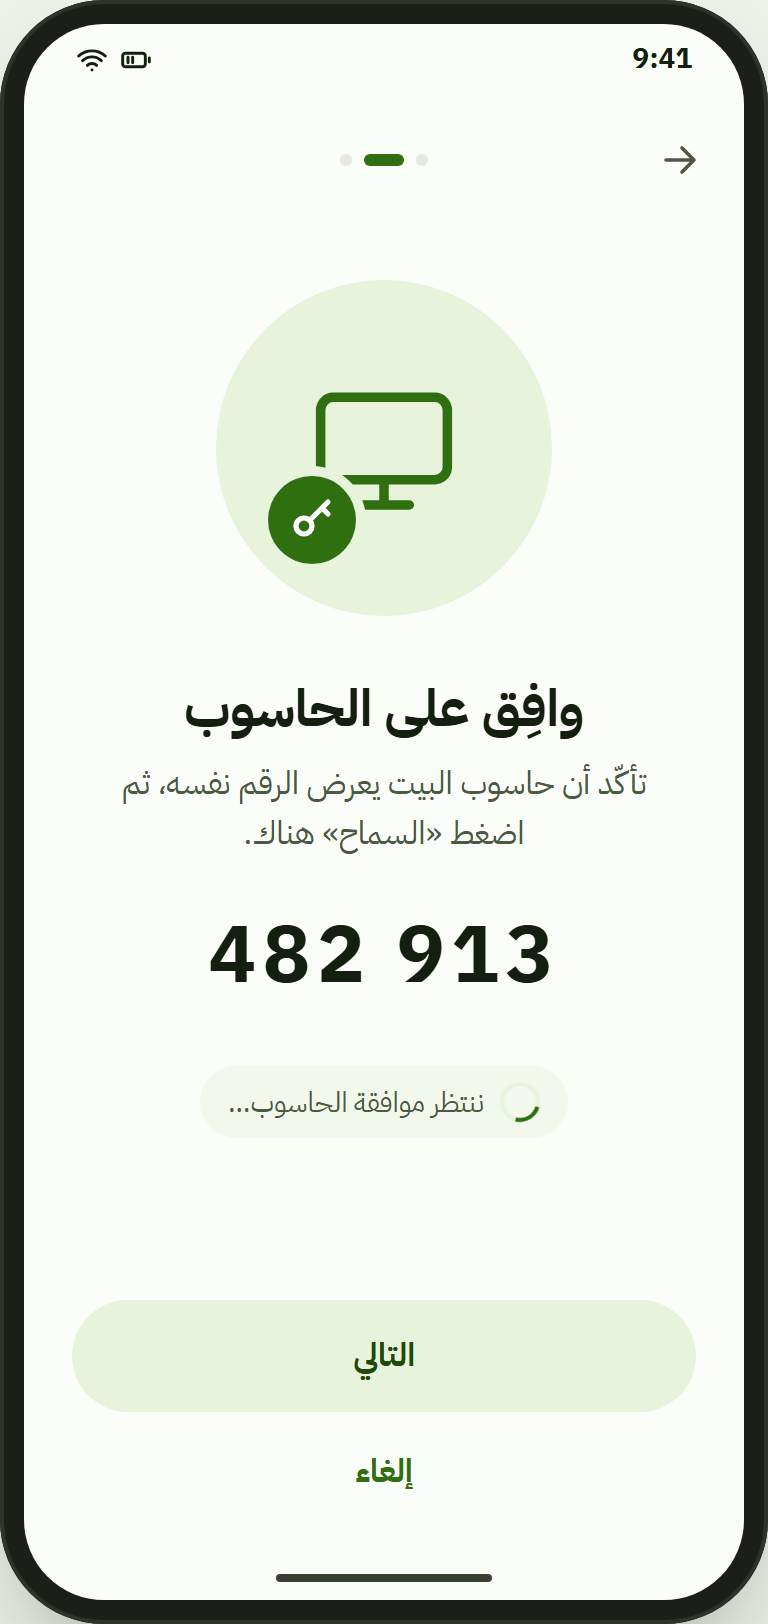 9:41
وافِق على الحاسوب
تأكّد أن حاسوب البيت يعرض الرقم نفسه، ثم
اضغط «السماح» هناك.
482 913
ننتظر موافقة الحاسوب...
التالي
إلغاء